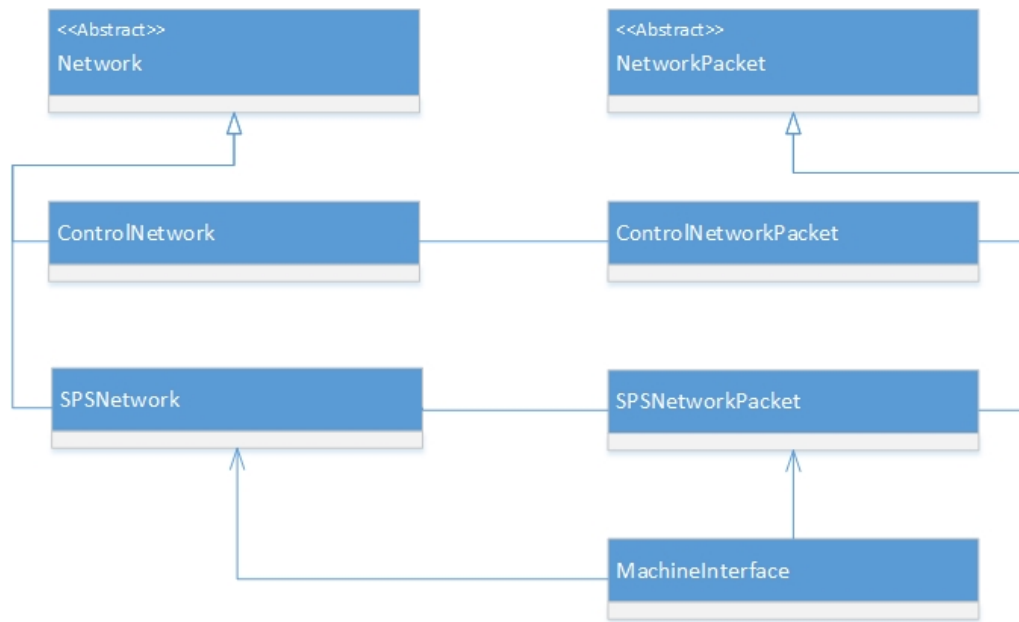 <<Abstract>>
Network
<<Abstract>>
NetworkPacket
ControlNetwork
ControlNetworkPacket
SPSNetwork
SPSNetworkPacket
MachineInterface